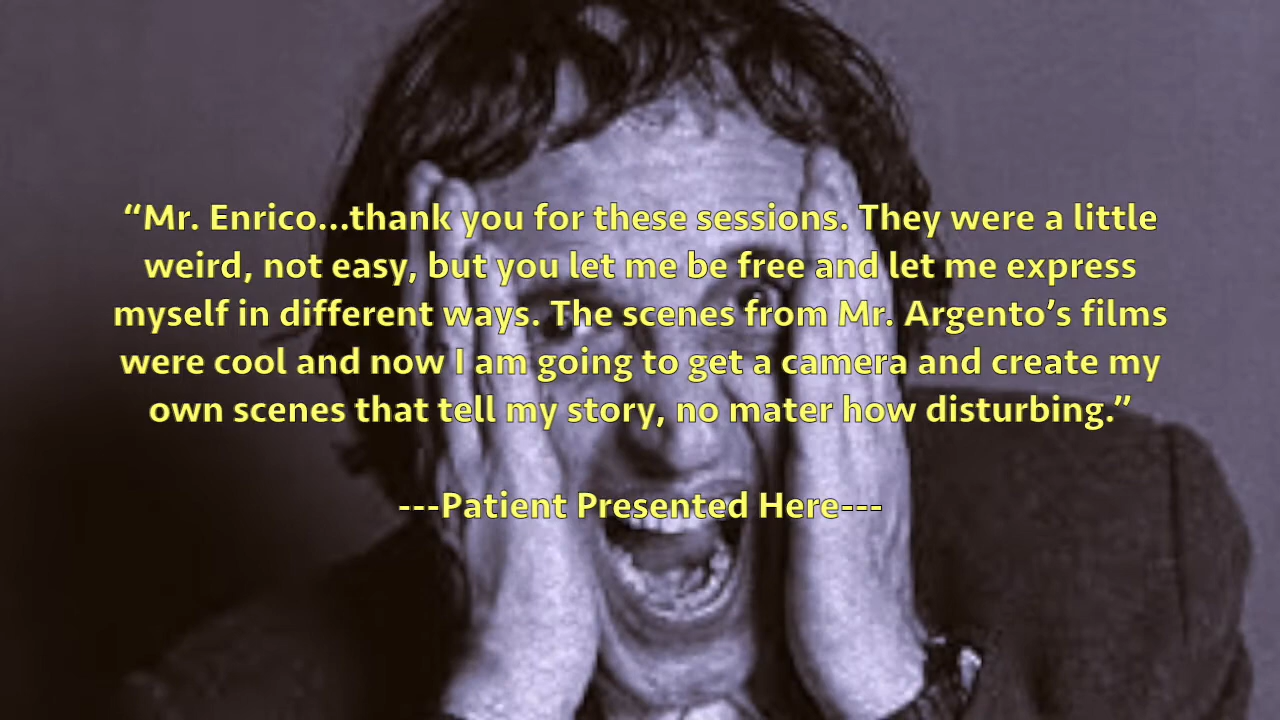 “Mr. Enrico...thank you for these sessions. They were a little
weird, not easy, but you let me be free and let me express
myself in different ways. The scenes from Mr. Argento’s films
were cool and now I am going to get a camera and create my
own scenes that tell my story, no mater how disturbing.”
---Patient Presented Here---